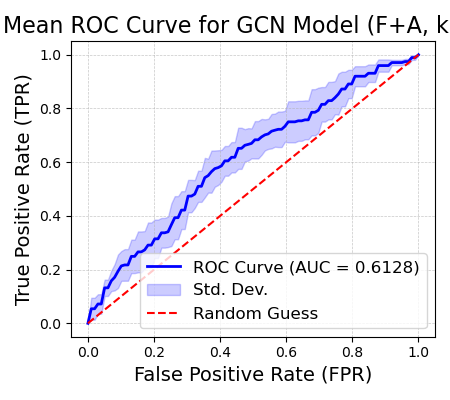 Mean ROC Curve for GCN Model (F+A, k
1.0
0.8
0.6
0.4
0.2
0.0
True Positive Rate (TPR)
ROC Curve (AUC = 0.6128)
Std. Dev.
Random Guess
0.0 0.2 0.4 0.6 0.8 1.0
False Positive Rate (FPR)